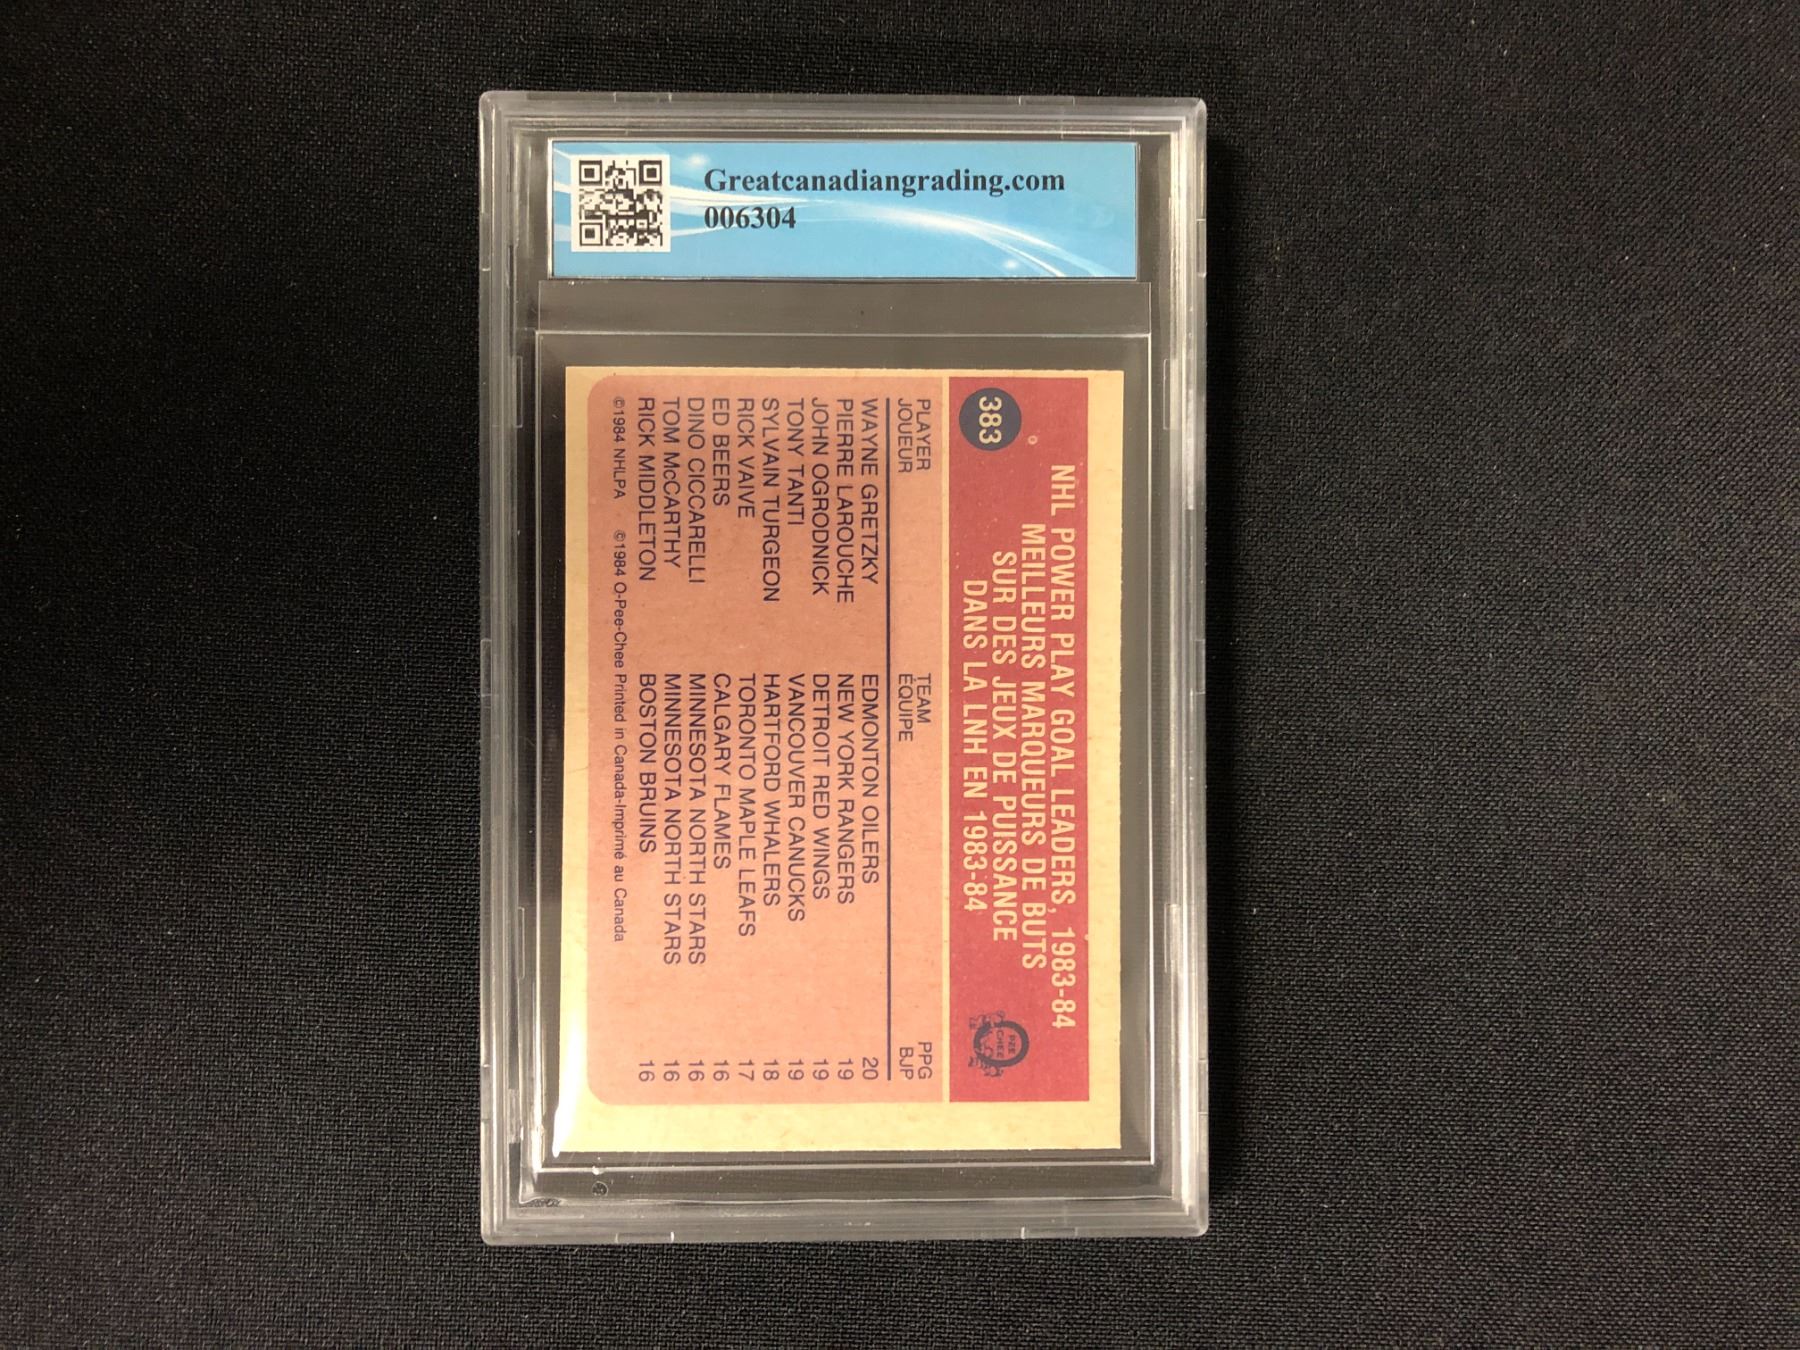 Greatcanadiangrading.com
006304
383
NHL POWER PLAY GOAL LEADERS, 1983-84
MEILLEURS MARQUEURS DE BUTS
SUR DES JEUX DE PUISSANCE
DANS LA LNH EN 1983-84
O PEE CHEE
PLAYER TEAM PPG
JOUEUR ÉQUIPE BJP
WAYNE GRETZKY EDMONTON OILERS 20
PIERRE LAROUCHE NEW YORK RANGERS 19
JOHN OGRODNICK DETROIT RED WINGS 19
TONY TANTI VANCOUVER CANUCKS 19
SYLVAIN TURGEON HARTFORD WHALERS 18
RICK VAIVE TORONTO MAPLE LEAFS 17
ED BEERS CALGARY FLAMES 16
DINO CICCARELLI MINNESOTA NORTH STARS 16
TOM McCARTHY MINNESOTA NORTH STARS 16
RICK MIDDLETON BOSTON BRUINS 16
©1984 NHLPA ©1984 O-Pee-Chee Printed in Canada-Imprimé au Canada